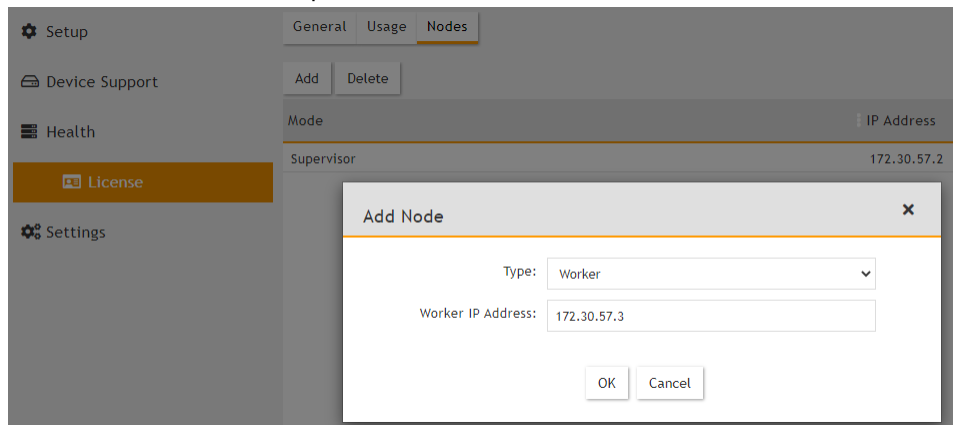 Setup
General Usage Nodes
Device Support
Add Delete
Mode IP Address
Health
Supervisor 172.30.57.2
License
Add Node
Settings
Type: Worker
Worker IP Address: 172.30.57.3
OK Cancel